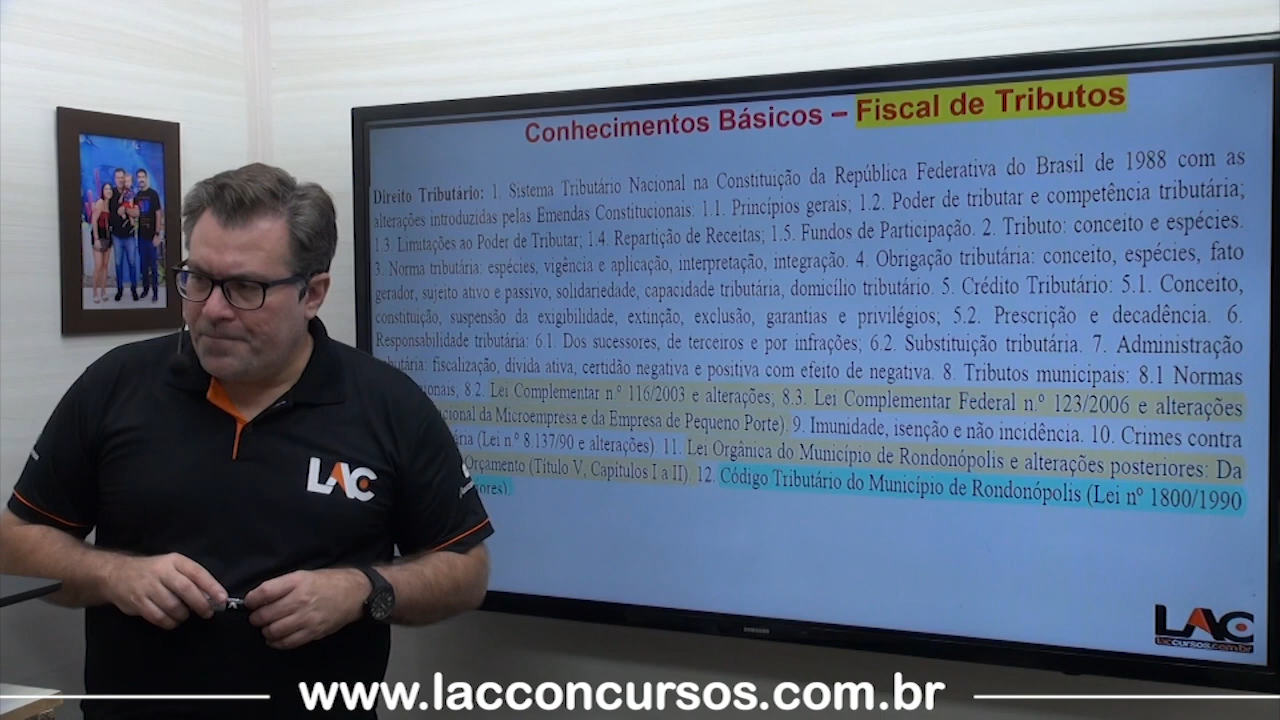 Conhecimentos Básicos – Fiscal de Tributos
Direito Tributário: 1. Sistema Tributário Nacional na Constituição da República Federativa do Brasil de 1988 com as
alterações introduzidas pelas Emendas Constitucionais: 1.1. Princípios gerais; 1.2. Poder de tributar e competência tributária;
1.3. Limitações ao Poder de Tributar; 1.4. Repartição de Receitas; 1.5. Fundos de Participação. 2. Tributo: conceito e espécies.
3. Norma tributária: espécies, vigência e aplicação, interpretação, integração. 4. Obrigação tributária: conceito, espécies, fato
gerador, sujeito ativo e passivo, solidariedade, capacidade tributária, domicílio tributário. 5. Crédito Tributário: 5.1. Conceito,
constituição, suspensão da exigibilidade, extinção, exclusão, garantias e privilégios; 5.2. Prescrição e decadência. 6.
Responsabilidade tributária: 6.1. Dos sucessores, de terceiros e por infrações; 6.2. Substituição tributária. 7. Administração
butária: fiscalização, dívida ativa, certidão negativa e positiva com efeito de negativa. 8. Tributos municipais: 8.1 Normas
onais; 8.2. Lei Complementar n.º 116/2003 e alterações; 8.3. Lei Complementar Federal n.º 123/2006 e alterações
acional da Microempresa e da Empresa de Pequeno Porte). 9. Imunidade, isenção e não incidência. 10. Crimes contra
ária (Lei n.º 8.137/90 e alterações). 11. Lei Orgânica do Município de Rondonópolis e alterações posteriores: Da
Orçamento (Título V, Capítulos I a II). 12. Código Tributário do Município de Rondonópolis (Lei nº 1800/1990
ores).
LAC
LAC
laccursos.com.br
SAMSUNG
www.lacconcursos.com.br